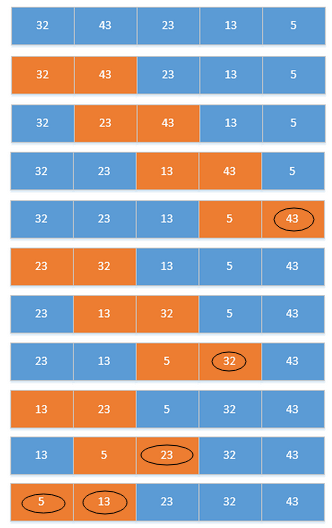 32 43 23 13 5
32 43 23 13 5
32 23 43 13 5
32 23 13 43 5
32 23 13 5 43
23 32 13 5 43
23 13 32 5 43
23 13 5 32 43
13 23 5 32 43
13 5 23 32 43
5 13 23 32 43